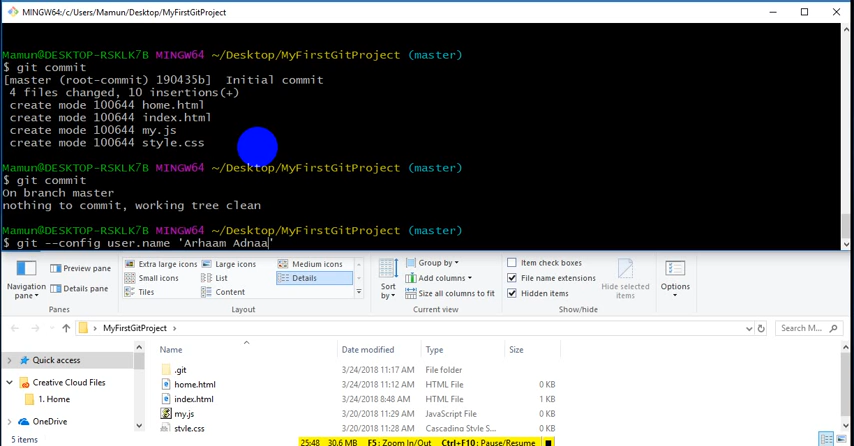 MINGW64:/c/Users/Mamun/Desktop/MyFirstGitProject
Mamun@DESKTOP-RSKLK7B MINGW64 ~/Desktop/MyFirstGitProject (master)
$ git commit
[master (root-commit) 190435b] Initial commit
4 files changed, 10 insertions(+)
create mode 100644 home.html
create mode 100644 index.html
create mode 100644 my.js
create mode 100644 style.css
Mamun@DESKTOP-RSKLK7B MINGW64 ~/Desktop/MyFirstGitProject (master)
$ git commit
On branch master
nothing to commit, working tree clean
Mamun@DESKTOP-RSKLK7B MINGW64 ~/Desktop/MyFirstGitProject (master)
$ git --config user.name 'Arhaam Adnaa'
Navigation pane
Preview pane
Details pane
Panes
Extra large icons Large icons Medium icons
Small icons List Details
Tiles Content
Layout
Sort by
Group by
Add columns
Size all columns to fit
Current view
Item check boxes
File name extensions
Hidden items
Hide selected items
Show/hide
Options
MyFirstGitProject
Search M...
Quick access
Creative Cloud Files
1. Home
OneDrive
Name Date modified Type Size
.git 3/24/2018 11:17 AM File folder
home.html 3/24/2018 11:12 AM HTML File 0 KB
index.html 3/24/2018 8:48 AM HTML File 1 KB
my.js 3/20/2018 11:29 AM JavaScript File 0 KB
style.css 3/20/2018 11:28 AM Cascading Style S... 0 KB
5 items
25:48 30.6 MB F5: Zoom In/Out Ctrl+F10: Pause/Resume